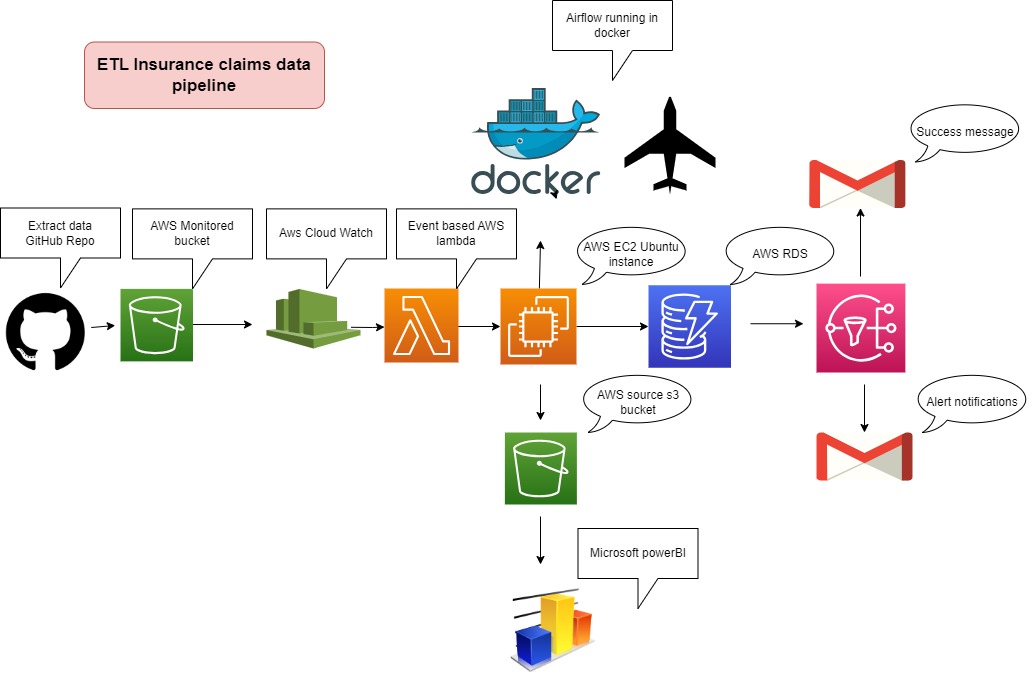 Airflow running in
docker
ETL Insurance claims data
pipeline
docker
Success message
Extract data
GitHub Repo
AWS Monitored
bucket
Aws Cloud Watch
Event based AWS
lambda
AWS EC2 Ubuntu
instance
AWS RDS
AWS source s3
bucket
Alert notifications
Microsoft powerBI